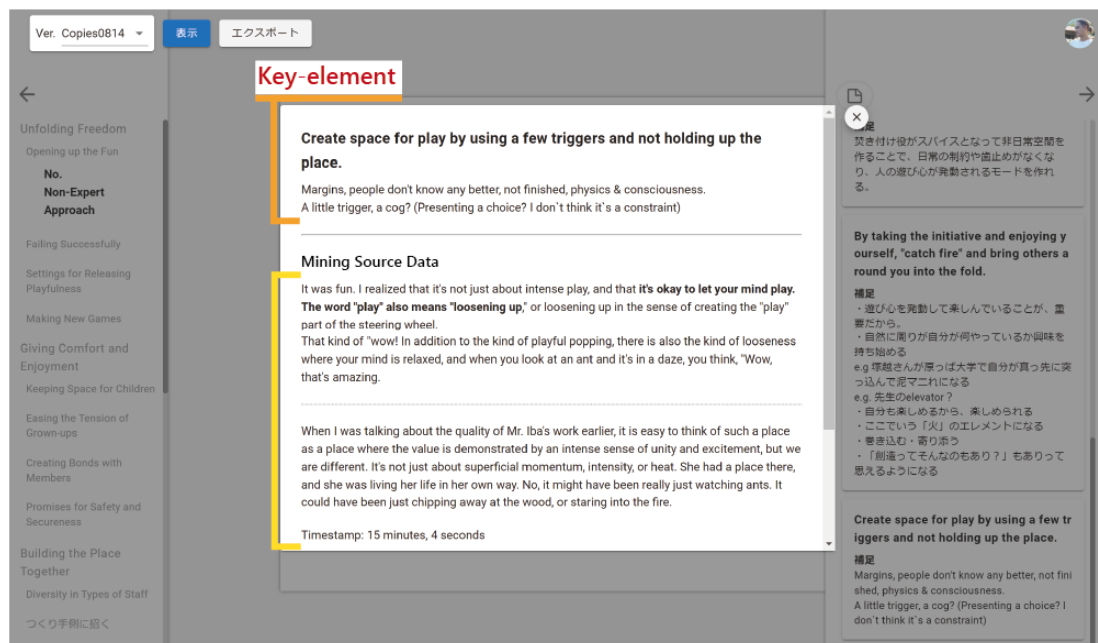 Ver. Copies0814
表示
エクスポート
Key-element
Unfolding Freedom
Opening up the Fun
No.
Non-Expert
Approach
Failing Successfully
Settings for Releasing
Playfulness
Making New Games
Giving Comfort and
Enjoyment
Keeping Space for Children
Easing the Tension of
Grown-ups
Creating Bonds with
Members
Promises for Safety and
Secureness
Building the Place
Together
Diversity in Types of Staff
つくり手側に招く
Create space for play by using a few triggers and not holding up the
place.
Margins, people don't know any better, not finished, physics & consciousness.
A little trigger, a cog? (Presenting a choice? I don`t think it`s a constraint)
Mining Source Data
It was fun. I realized that it's not just about intense play, and that it's okay to let your mind play.
The word "play" also means "loosening up," or loosening up in the sense of creating the "play"
part of the steering wheel.
That kind of "wow! In addition to the kind of playful popping, there is also the kind of looseness
where your mind is relaxed, and when you look at an ant and it's in a daze, you think, "Wow,
that's amazing.
When I was talking about the quality of Mr. Iba's work earlier, it is easy to think of such a place
as a place where the value is demonstrated by an intense sense of unity and excitement, but we
are different. It's not just about superficial momentum, intensity, or heat. She had a place there,
and she was living her life in her own way. No, it might have been really just watching ants. It
could have been just chipping away at the wood, or staring into the fire.
Timestamp: 15 minutes, 4 seconds
補足
焚き付け役がスパイスとなって非日常空間を
作ることで、日常の制約や歯止めがなくな
り、人の遊び心が発動されるモードを作れ
る。
By taking the initiative and enjoying y
ourself, "catch fire" and bring others a
round you into the fold.
補足
・遊び心を発動して楽しんでいることが、重
要だから。
・自然に周りが自分が何やっているか興味を
持ち始める
e.g 塚越さんが原っぱ大学で自分が真っ先に突
っ込んで泥マニれになる
e.g. 先生のelevator？
・自分も楽しめるから、楽しめられる
・ここでいう「火」のエレメントになる
・巻き込む・寄り添う
・「創造ってそんなのもあり？」もありって
思えるようになる
Create space for play by using a few tr
iggers and not holding up the place.
補足
Margins, people don't know any better, not fini
shed, physics & consciousness.
A little trigger, a cog? (Presenting a choice? I
don`t think it`s a constraint)